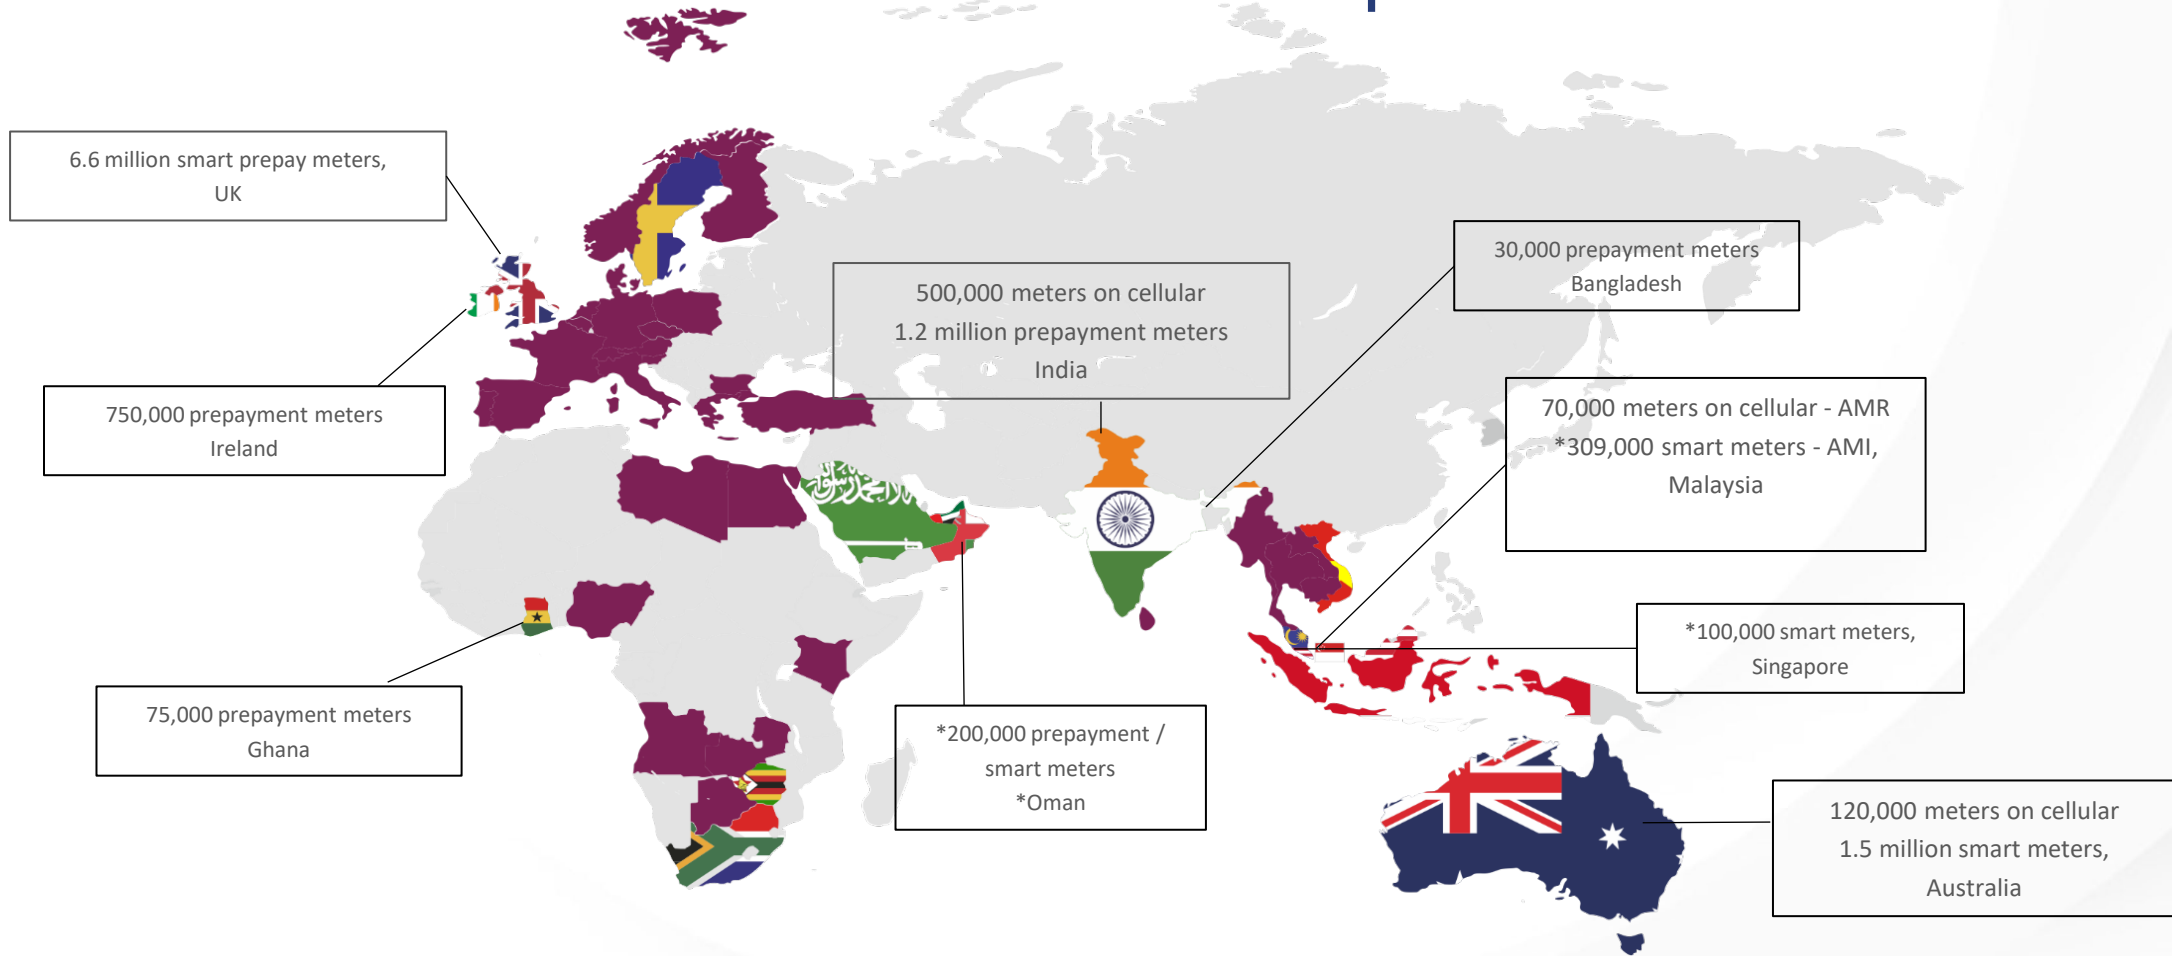 6.6 million smart prepay meters,
UK
750,000 prepayment meters
Ireland
75,000 prepayment meters
Ghana
500,000 meters on cellular
1.2 million prepayment meters
India
*200,000 prepayment /
smart meters
*Oman
30,000 prepayment meters
Bangladesh
70,000 meters on cellular - AMR
*309,000 smart meters - AMI,
Malaysia
*100,000 smart meters,
Singapore
120,000 meters on cellular
1.5 million smart meters,
Australia